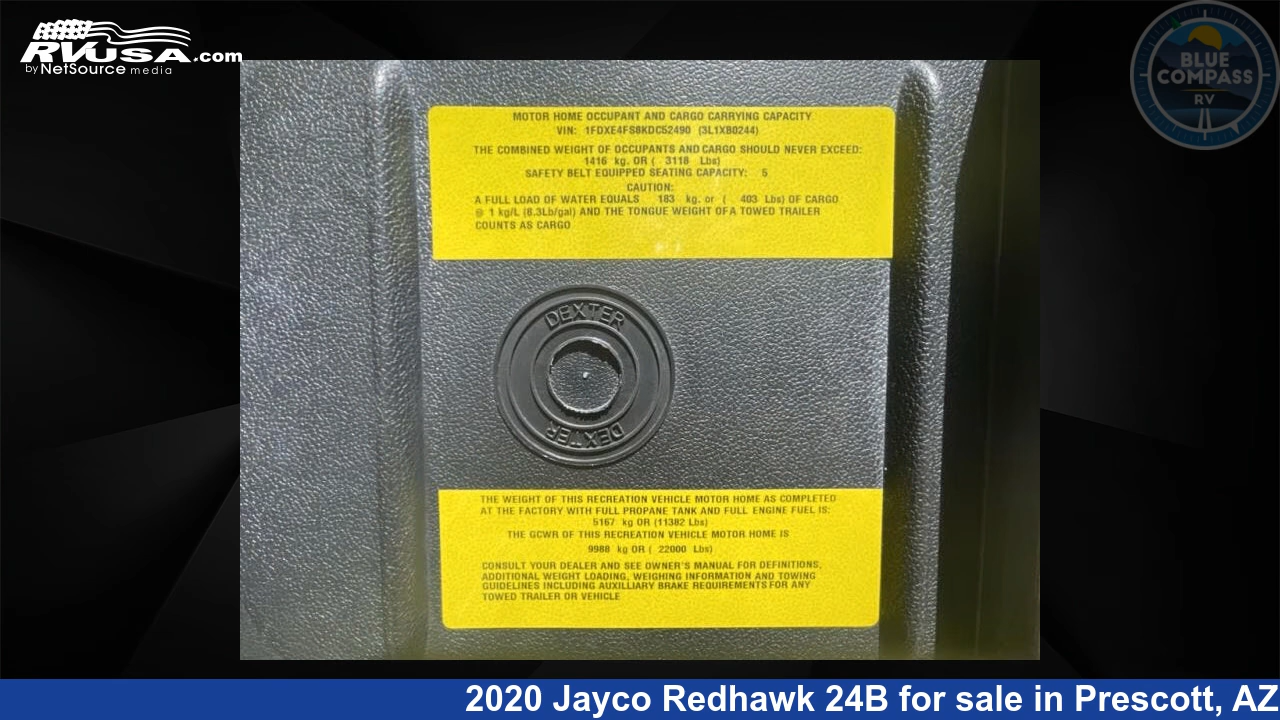 RVUSA.com
by NetSource media
BLUE
COMPASS
RV
MOTOR HOME OCCUPANT AND CARGO CARRYING CAPACITY
VIN: 1FDXE4FS8KDC52490 (3L1XB0244)
THE COMBINED WEIGHT OF OCCUPANTS AND CARGO SHOULD NEVER EXCEED:
1416 kg. OR ( 3118 Lbs)
SAFETY BELT EQUIPPED SEATING CAPACITY: 5
CAUTION:
A FULL LOAD OF WATER EQUALS 183 kg. or ( 403 Lbs) OF CARGO
@ 1 kg/L (8.3Lb/gal) AND THE TONGUE WEIGHT OF A TOWED TRAILER
COUNTS AS CARGO
DEXTER
DEXTER
THE WEIGHT OF THIS RECREATION VEHICLE MOTOR HOME AS COMPLETED
AT THE FACTORY WITH FULL PROPANE TANK AND FULL ENGINE FUEL IS:
5167 kg OR (11382 Lbs)
THE GCWR OF THIS RECREATION VEHICLE MOTOR HOME IS
9988 kg OR ( 22000 Lbs)
CONSULT YOUR DEALER AND SEE OWNER'S MANUAL FOR DEFINITIONS,
ADDITIONAL WEIGHT LOADING, WEIGHING INFORMATION AND TOWING
GUIDELINES INCLUDING AUXILLIARY BRAKE REQUIREMENTS FOR ANY
TOWED TRAILER OR VEHICLE
2020 Jayco Redhawk 24B for sale in Prescott, AZ